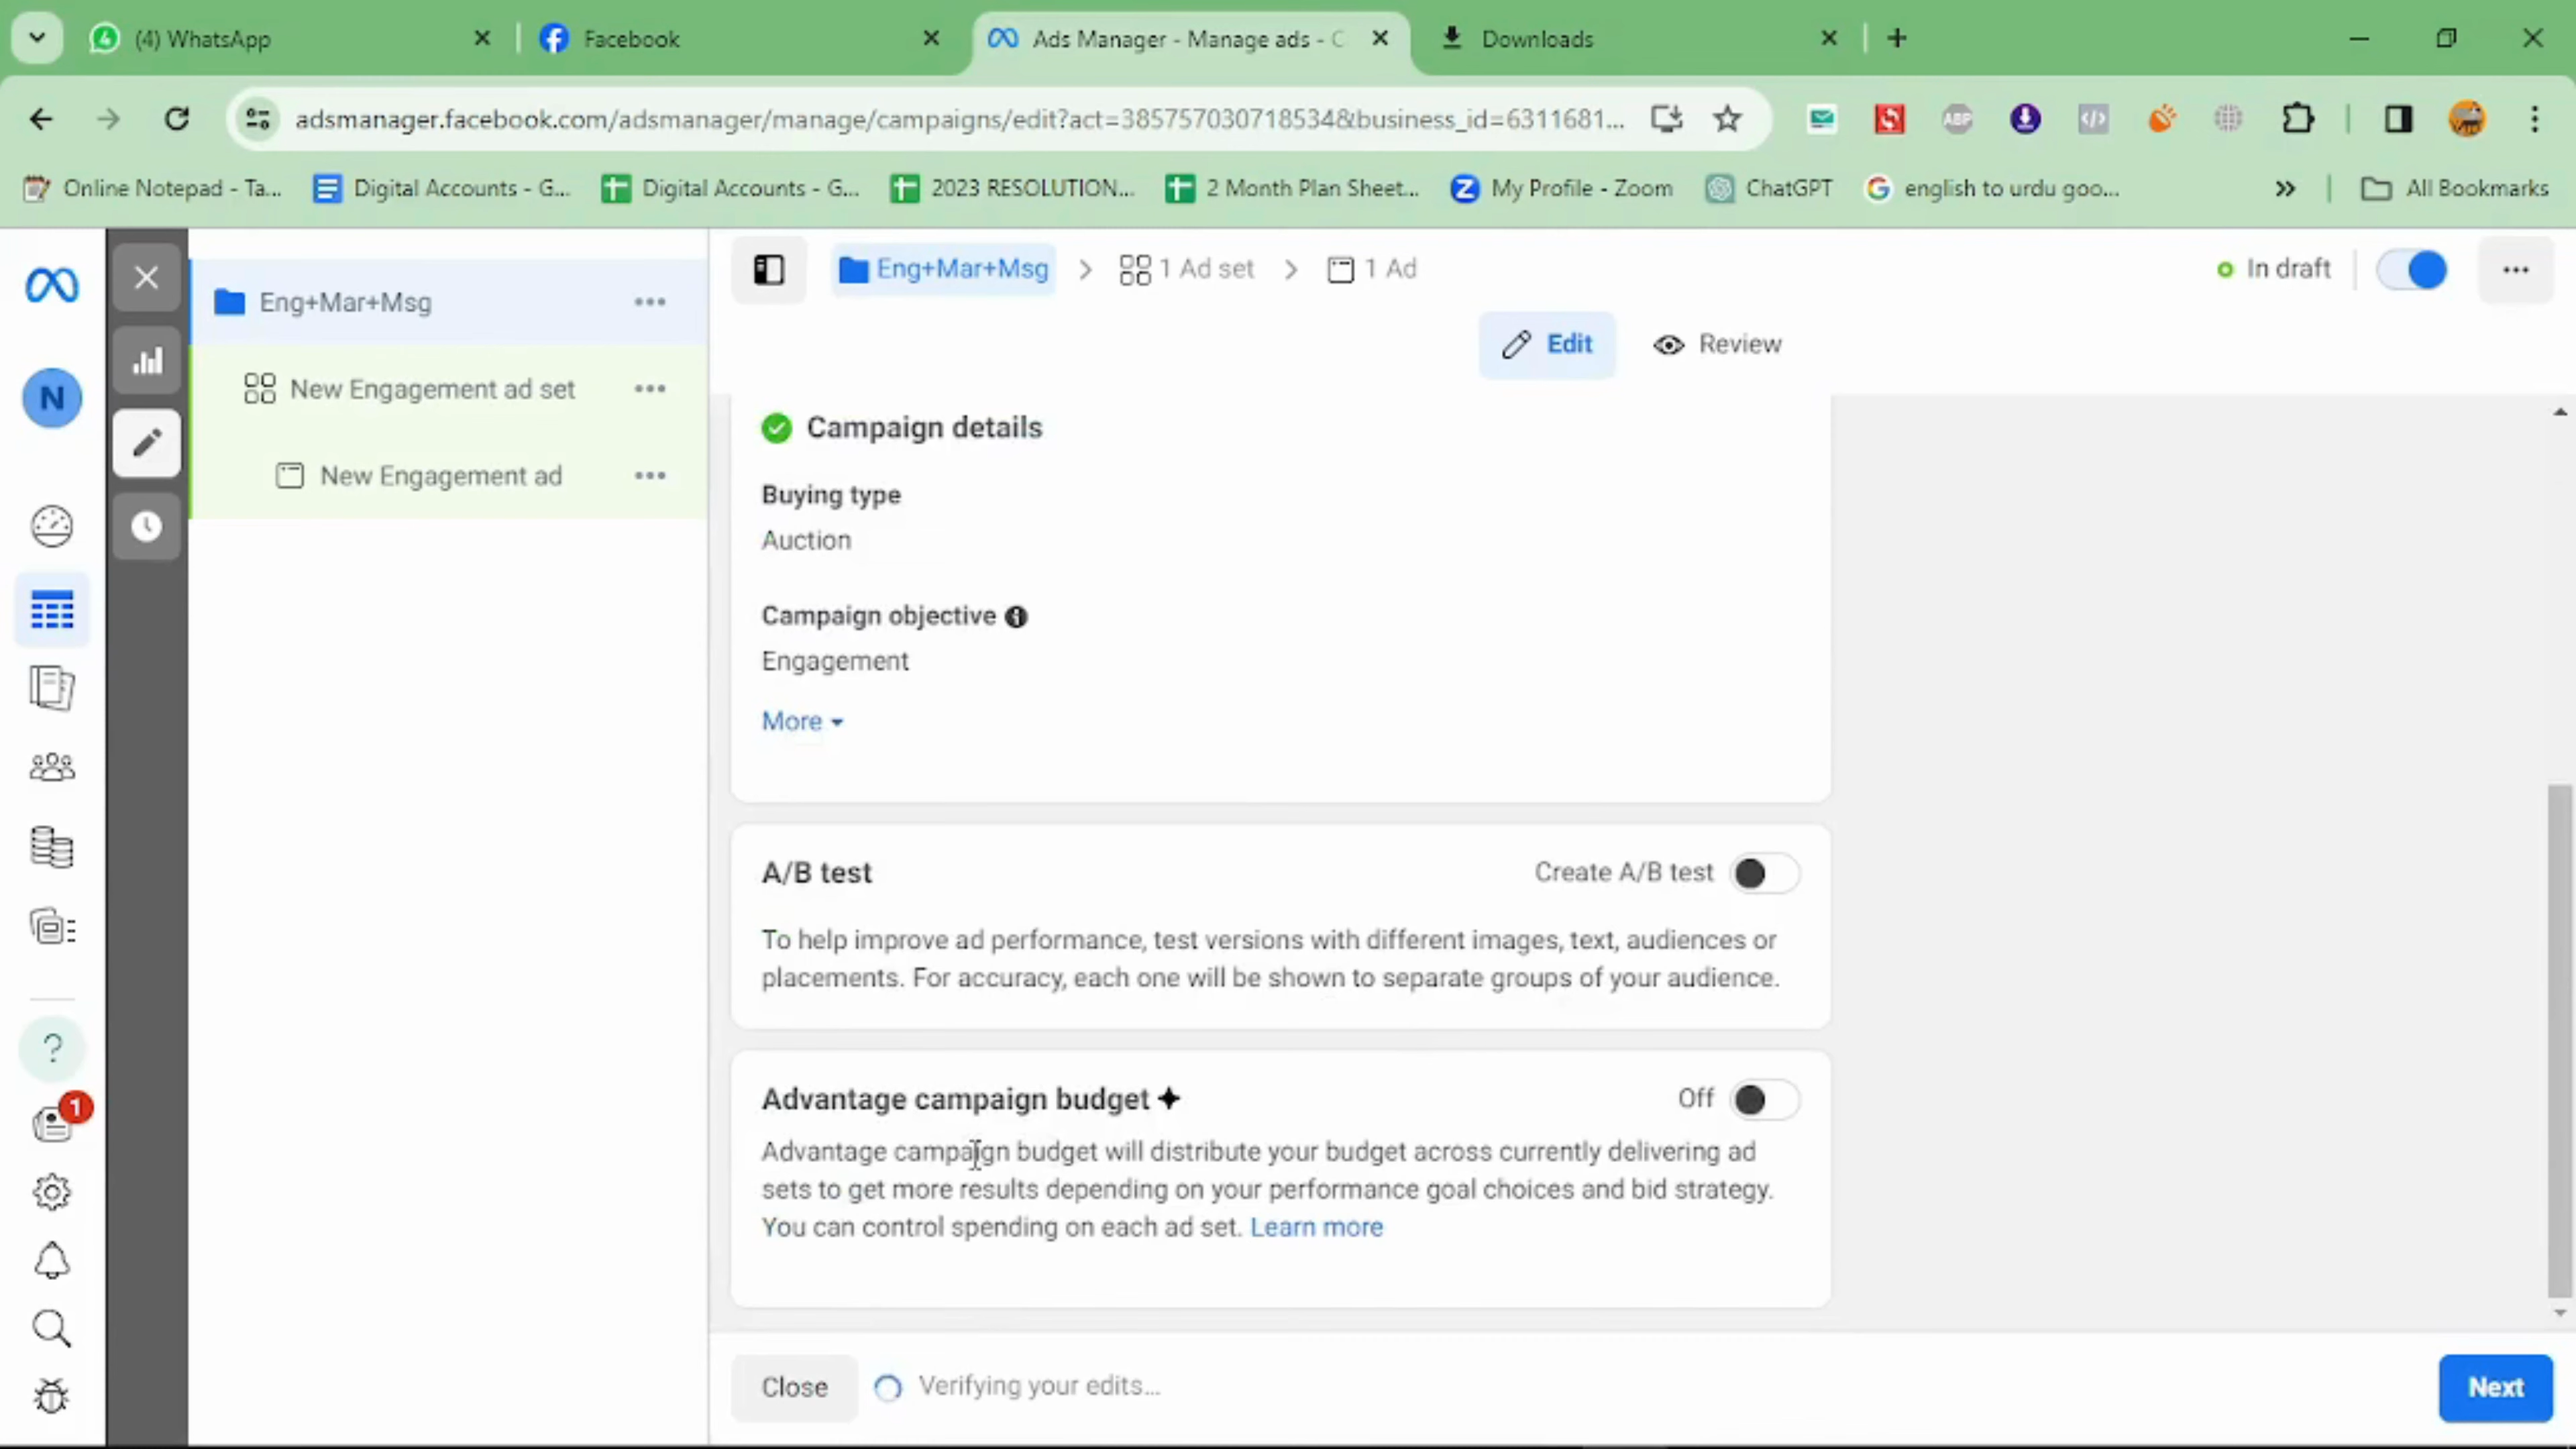 (4) WhatsApp
Facebook
Ads Manager - Manage ads - C
Downloads
adsmanager.facebook.com/adsmanager/manage/campaigns/edit?act=385757030718534&business_id=6311681...
ABP
Online Notepad - Ta...
Digital Accounts - G...
Digital Accounts - G...
2023 RESOLUTION...
2 Month Plan Sheet...
My Profile - Zoom
ChatGPT
english to urdu goo...
All Bookmarks
Eng+Mar+Msg
New Engagement ad set
New Engagement ad
N
1
Eng+Mar+Msg
1 Ad set
1 Ad
In draft
Edit
Review
Campaign details
Buying type
Auction
Campaign objective
Engagement
More
A/B test
Create A/B test
To help improve ad performance, test versions with different images, text, audiences or
placements. For accuracy, each one will be shown to separate groups of your audience.
Advantage campaign budget
Off
Advantage campaign budget will distribute your budget across currently delivering ad
sets to get more results depending on your performance goal choices and bid strategy.
You can control spending on each ad set. Learn more
Close
Verifying your edits...
Next